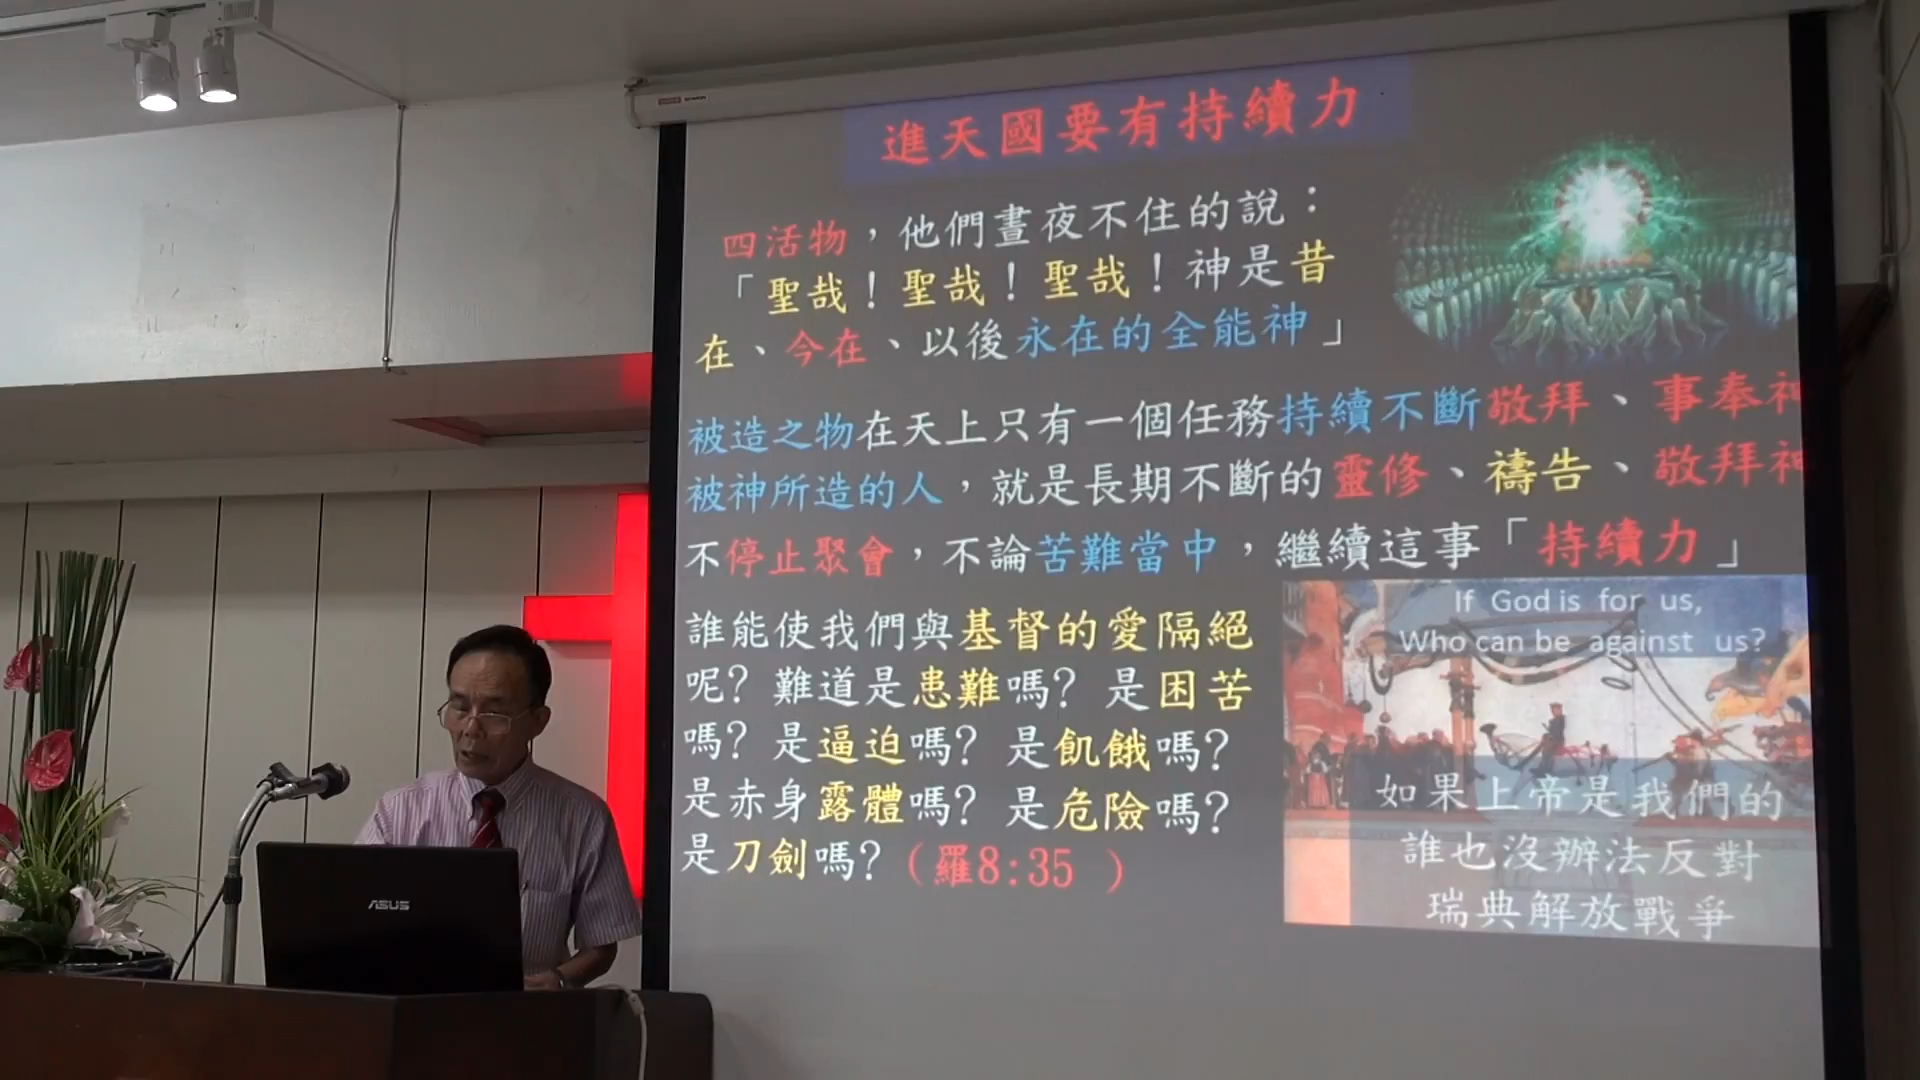 進天國要有持續力
四活物，他們晝夜不住的說：
「聖哉！聖哉！聖哉！神是昔
在、今在、以後永在的全能神」
被造之物在天上只有一個任務持續不斷敬拜、事奉神
被神所造的人，就是長期不斷的靈修、禱告、敬拜神
不停止聚會，不論苦難當中，繼續這事「持續力」
誰能使我們與基督的愛隔絕
呢？難道是患難嗎？是困苦
嗎？是逼迫嗎？是飢餓嗎？
是赤身露體嗎？是危險嗎？
是刀劍嗎？（羅8:35 ）
If God is for us,
Who can be against us?
如果上帝是我們的
誰也沒辦法反對
瑞典解放戰爭
ASUS